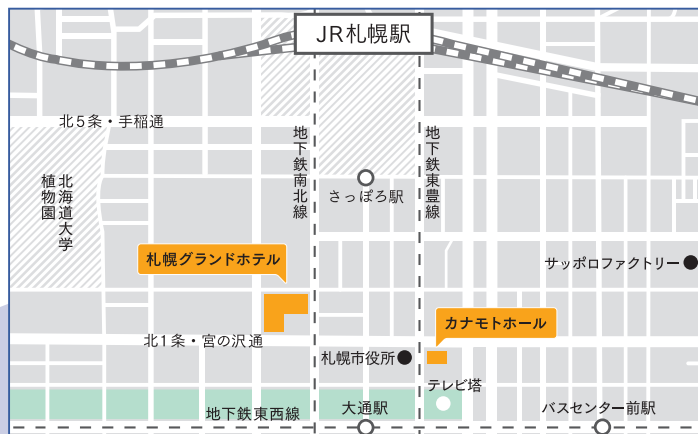 JR札幌駅
北5条・手稲通
地下鉄南北線
地下鉄東豊線
北海道大学
植物園
さっぽろ駅
札幌グランドホテル
サッポロファクトリー
カナモトホール
北1条・宮の沢通
札幌市役所
テレビ塔
地下鉄東西線
大通駅
バスセンター前駅